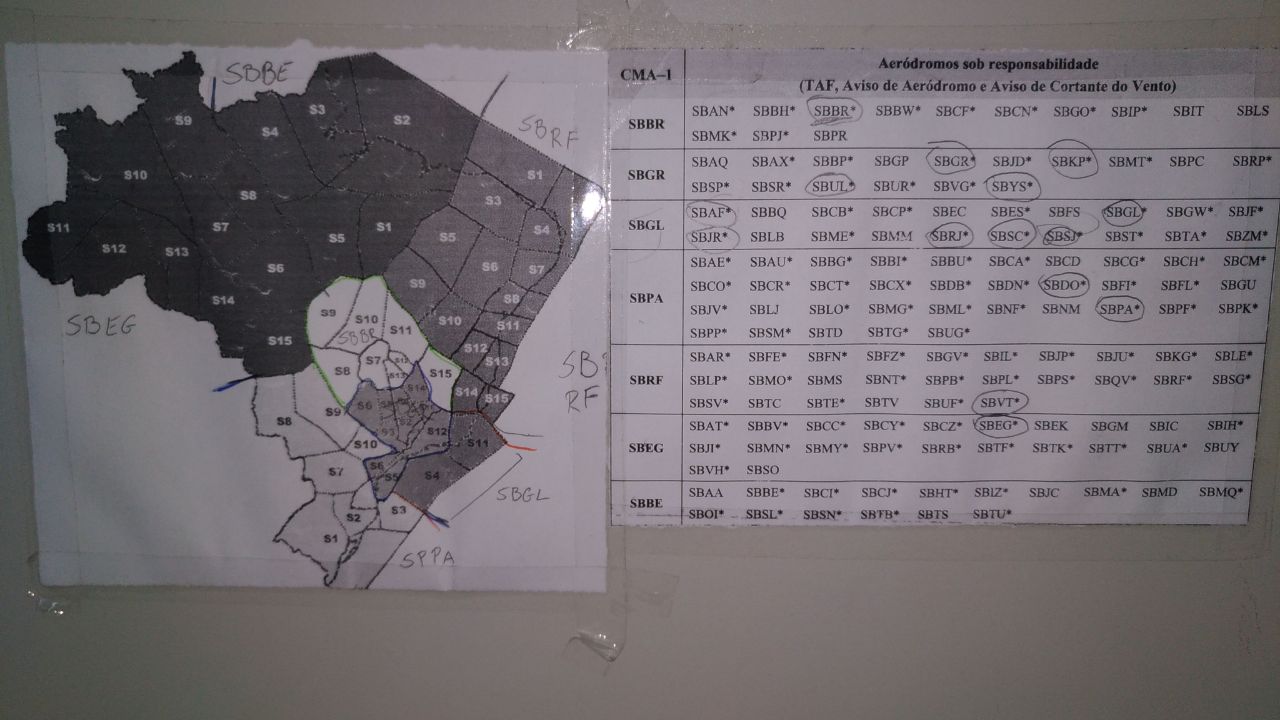 SBBE
SBRF
SBEG
SBBR
SB
RF
SBGL
SPPA
S9
S4
S3
S2
S10
S8
S1
S3
S11
S12
S13
S7
S5
S1
S5
S4
S6
S6
S7
S14
S9
S8
S15
S9
S10
S11
S10
S11
S12
S13
S8
S7
S15
S14
S15
S14
S6
S8
S9
S10
S12
S11
S7
S6
S5
S4
S2
S3
S1
CMA-1
Aeródromos sob responsabilidade
(TAF, Aviso de Aeródromo e Aviso de Cortante do Vento)
SBBR
SBAN* SBBH* SBBR* SBBW* SBCF* SBCN* SBGO* SBIP* SBIT SBLS
SBMK* SBPJ* SBPR
SBGR
SBAQ SBAX* SBBP* SBGP SBGR* SBJD* SBKP* SBMT* SBPC SBRP*
SBSP* SBSR* SBUL* SBUR* SBVG* SBYS*
SBGL
SBAF* SBBQ SBCB* SBCP* SBEC SBES* SBFS SBGL* SBGW* SBJF*
SBJR* SBLB SBME* SBMM SBRJ* SBSC* SBSJ* SBST* SBTA* SBZM*
SBPA
SBAE* SBAU* SBBG* SBBI* SBBU* SBCA* SBCD SBCG* SBCH* SBCM*
SBCO* SBCR* SBCT* SBCX* SBDB* SBDN* SBDO* SBFI* SBFL* SBGU
SBJV* SBLJ SBLO* SBMG* SBML* SBNF* SBNM SBPA* SBPF* SBPK*
SBPP* SBSM* SBTD SBTG* SBUG*
SBRF
SBAR* SBFE* SBFN* SBFZ* SBGV* SBIL* SBJP* SBJU* SBKG* SBLE*
SBLP* SBMO* SBMS SBNT* SBPB* SBPL* SBPS* SBQV* SBRF* SBSG*
SBSV* SBTC SBTE* SBTV SBUF* SBVT*
SBEG
SBAT* SBBV* SBCC* SBCY* SBCZ* SBEG* SBEK SBGM SBIC SBIH*
SBJI* SBMN* SBMY* SBPV* SBRB* SBTF* SBTK* SBTT* SBUA* SBUY
SBVH* SBSO
SBBE
SBAA SBBE* SBCI* SBCJ* SBHT* SBIZ* SBJC SBMA* SBMD SBMQ*
SBOI* SBSL* SBSN* SBTB* SBTS SBTU*